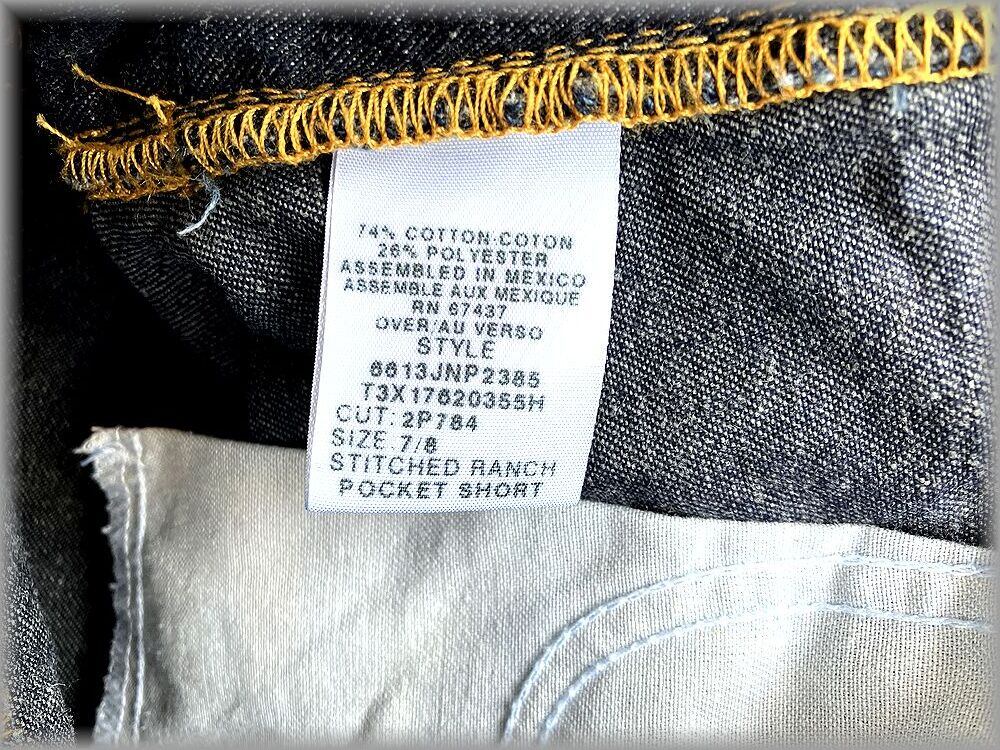 74% COTTON·COTON
26% POLYESTER
ASSEMBLED IN MEXICO
ASSEMBLE AUX MEXIQUE
RN 67437
OVER/AU VERSO
STYLE
6613JNP2385
T3X17620355H
CUT: 2P784
SIZE 7/8
STITCHED RANCH
POCKET SHORT